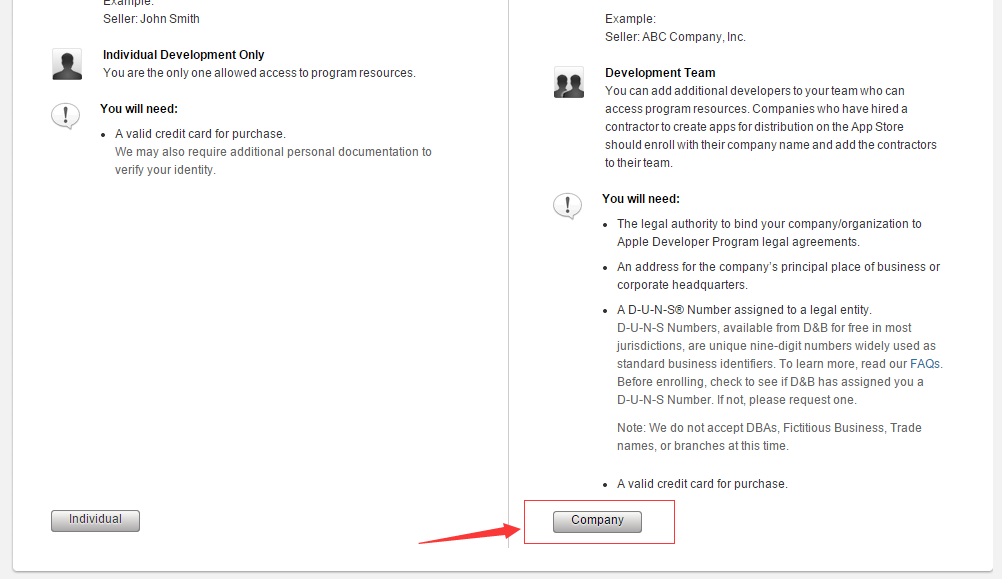 Example:
Seller: John Smith
Individual Development Only
You are the only one allowed access to program resources.
You will need:
A valid credit card for purchase.
We may also require additional personal documentation to
verify your identity.
Individual
Example:
Seller: ABC Company, Inc.
Development Team
You can add additional developers to your team who can
access program resources. Companies who have hired a
contractor to create apps for distribution on the App Store
should enroll with their company name and add the contractors
to their team.
You will need:
The legal authority to bind your company/organization to
Apple Developer Program legal agreements.
An address for the company's principal place of business or
corporate headquarters.
A D-U-N-S® Number assigned to a legal entity.
D-U-N-S Numbers, available from D&B for free in most
jurisdictions, are unique nine-digit numbers widely used as
standard business identifiers. To learn more, read our FAQs.
Before enrolling, check to see if D&B has assigned you a
D-U-N-S Number. If not, please request one.
Note: We do not accept DBAs, Fictitious Business, Trade
names, or branches at this time.
A valid credit card for purchase.
Company